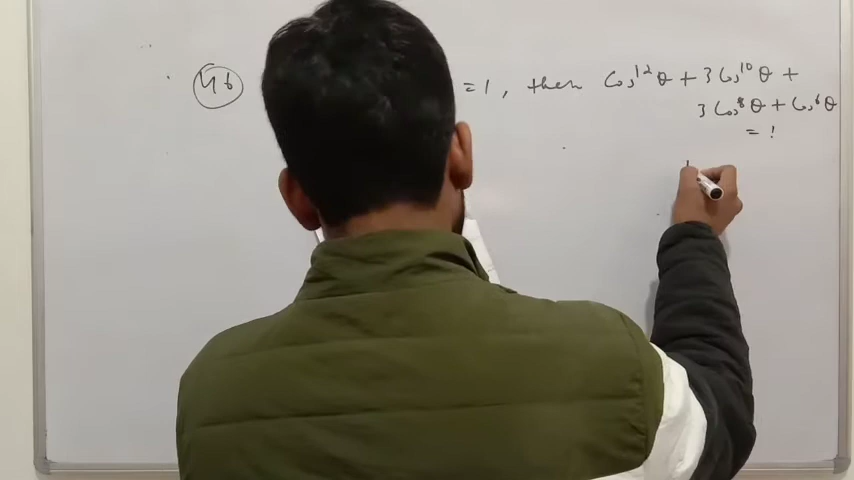 46 =1, then Cos¹²θ + 3Cos¹⁰θ +
3Cos⁸θ + Cos⁶θ
= !